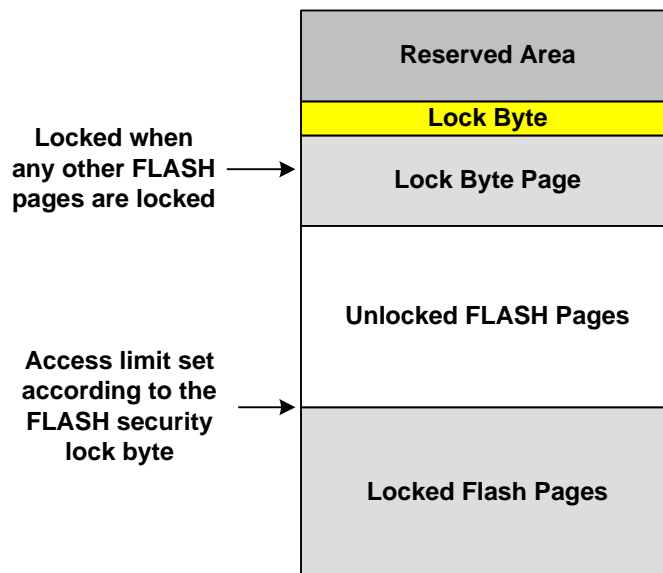 Reserved Area
Lock Byte
Locked when
any other FLASH
pages are locked
Lock Byte Page
Unlocked FLASH Pages
Access limit set
according to the
FLASH security
lock byte
Locked Flash Pages